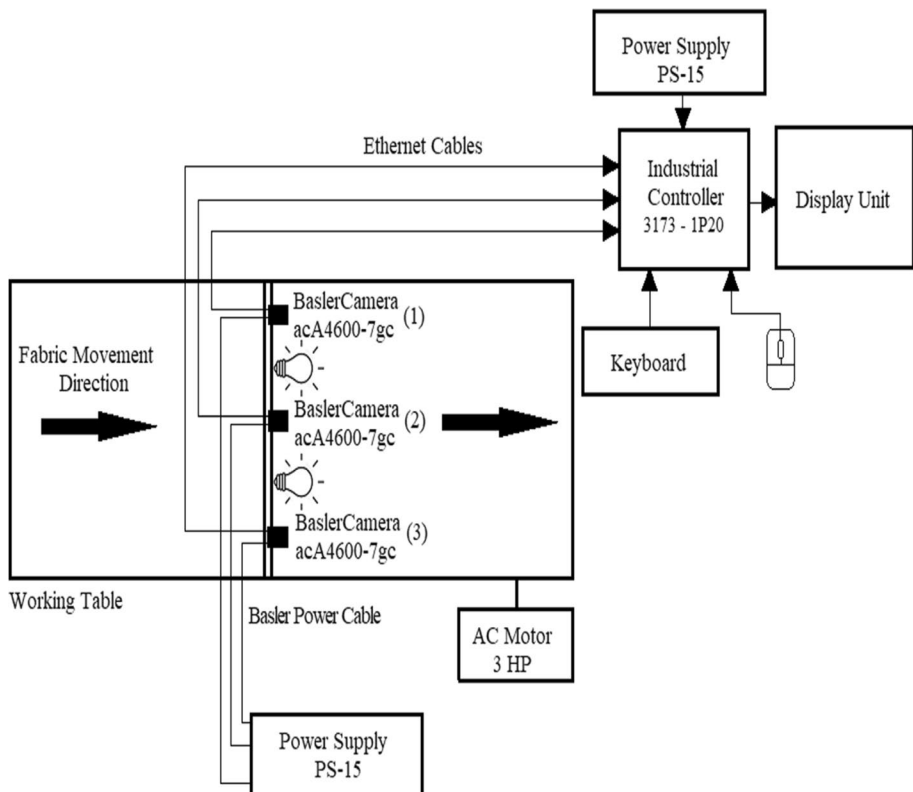 Power Supply
PS-15
Ethernet Cables
Industrial
Controller
3173 - 1P20
Display Unit
BaslerCamera
acA4600-7gc
(1)
Fabric Movement
Direction
Keyboard
BaslerCamera
acA4600-7gc
(2)
BaslerCamera
acA4600-7gc
(3)
Working Table
Basler Power Cable
AC Motor
3 HP
Power Supply
PS-15